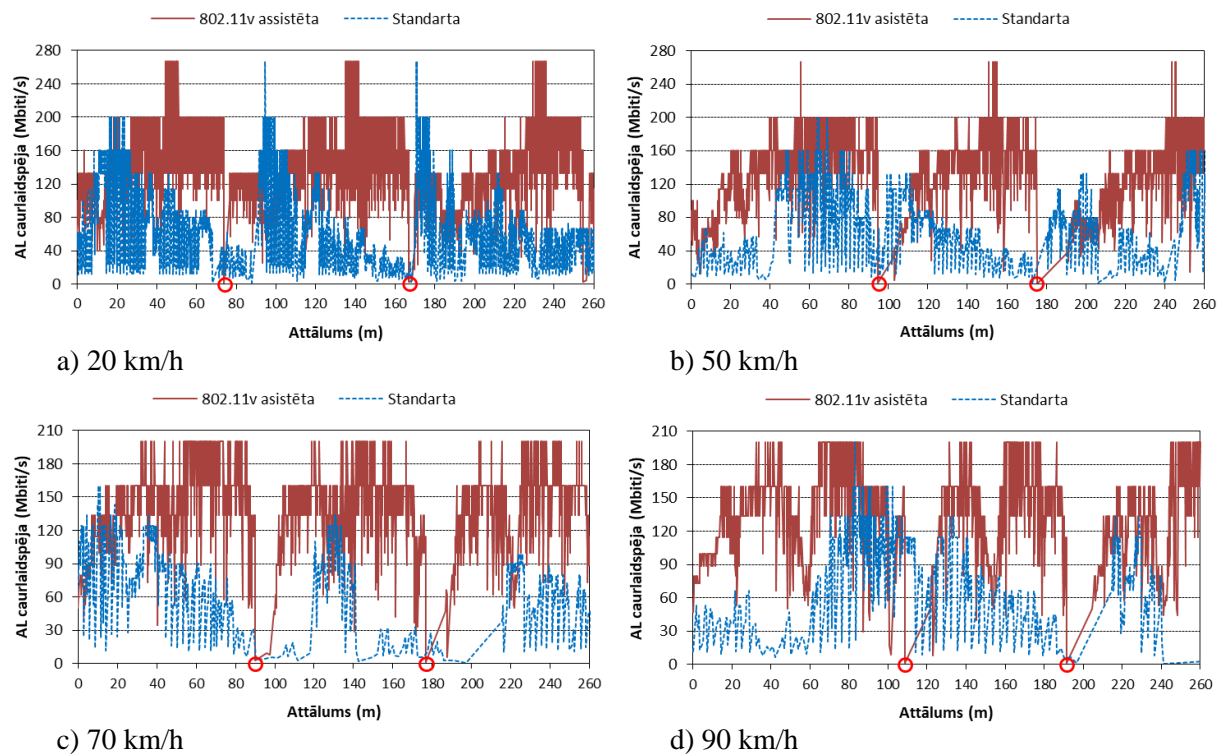 802.11v assistēta Standarta
AL caurlaidspēja (Mbiti/s)
280
240
200
160
120
80
40
0
0 20 40 60 80 100 120 140 160 180 200 220 240 260
Attālums (m)
a) 20 km/h
802.11v asistēta Standarta
AL caurlaidspēja (Mbiti/s)
280
240
200
160
120
80
40
0
0 20 40 60 80 100 120 140 160 180 200 220 240 260
Attālums (m)
b) 50 km/h
802.11v asistēta Standarta
AL caurlaidspēja (Mbiti/s)
210
180
150
120
90
60
30
0
0 20 40 60 80 100 120 140 160 180 200 220 240 260
Attālums (m)
c) 70 km/h
802.11v asistēta Standarta
AL caurlaidspēja (Mbiti/s)
210
180
150
120
90
60
30
0
0 20 40 60 80 100 120 140 160 180 200 220 240 260
Attālums (m)
d) 90 km/h